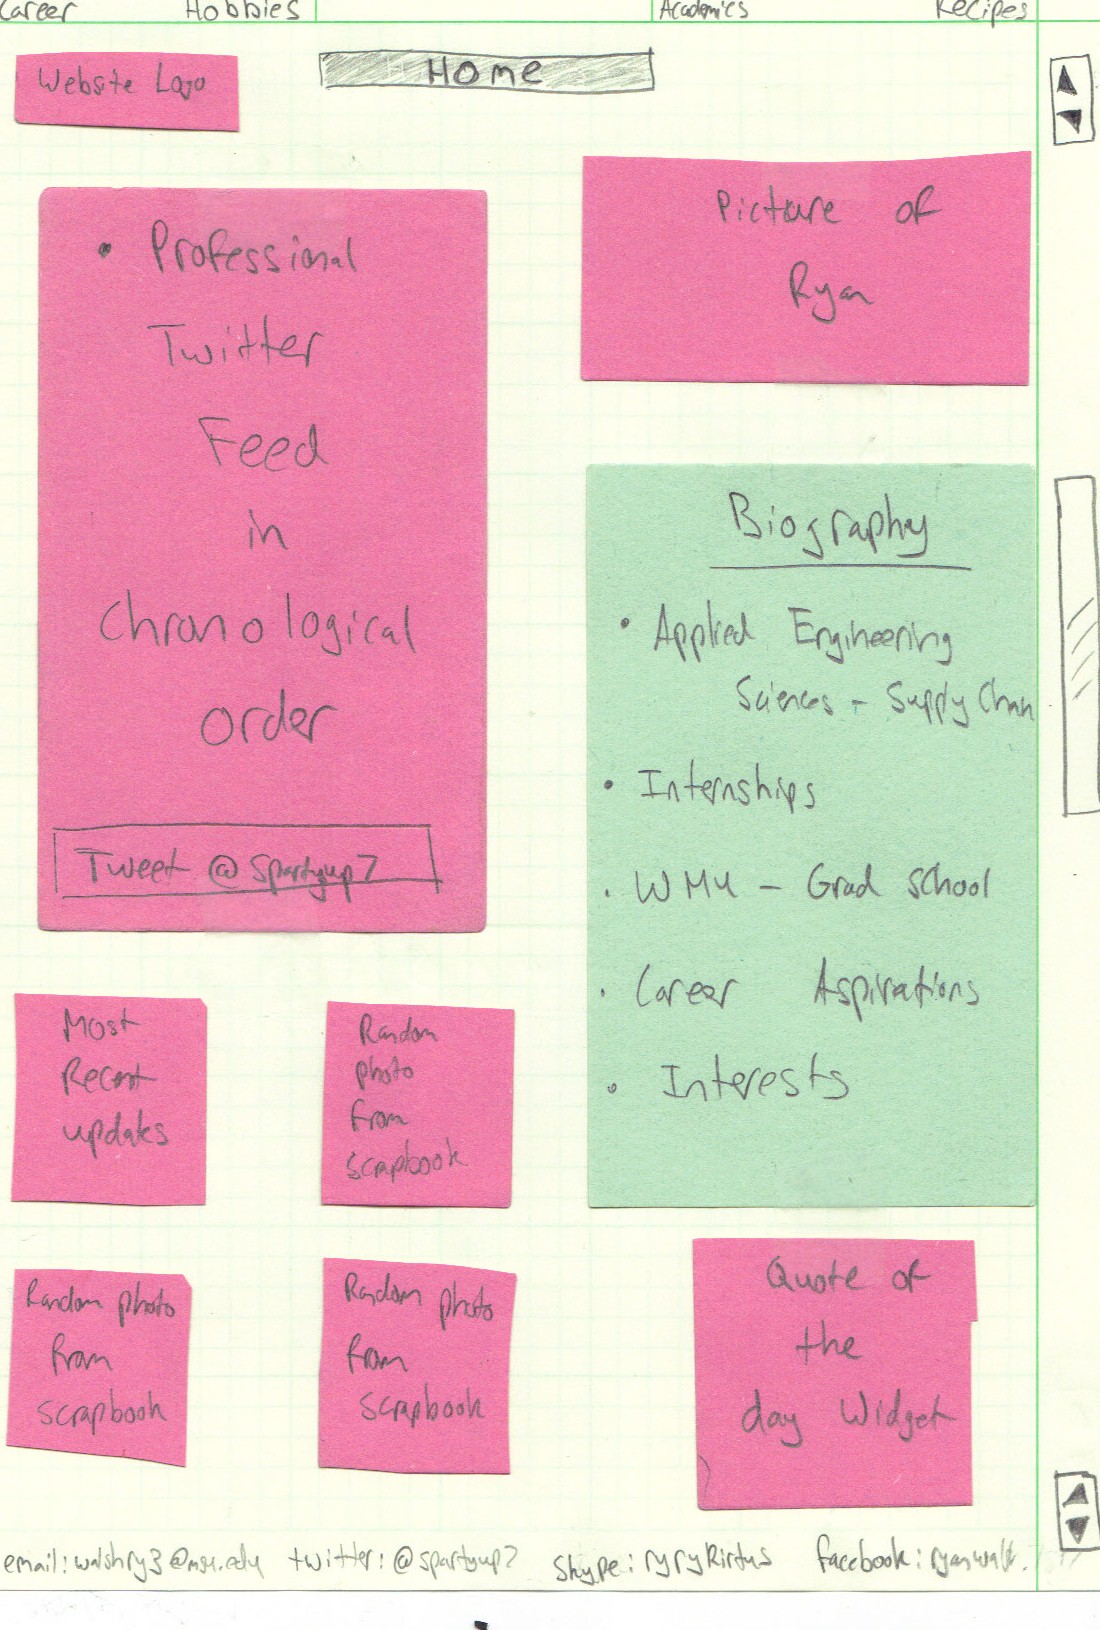 Career Hobbies Academics Recipes
Website Logo
Home
• Professional
Twitter
Feed
in
Chronological
order
Tweet @spartyup7
Picture of
Ryan
Biography
• Applied Engineering
Sciences - Supply Chain
• Internships
• WMU - Grad School
• Career Aspirations
• Interests
Most
Recent
updates
Random
photo
from
scrapbook
Random photo
from
scrapbook
Random photo
from
scrapbook
Quote of
the
day Widget
email: walshry3@msu.edu twitter: @spartyup7 Skype: ryryRirtus facebook: